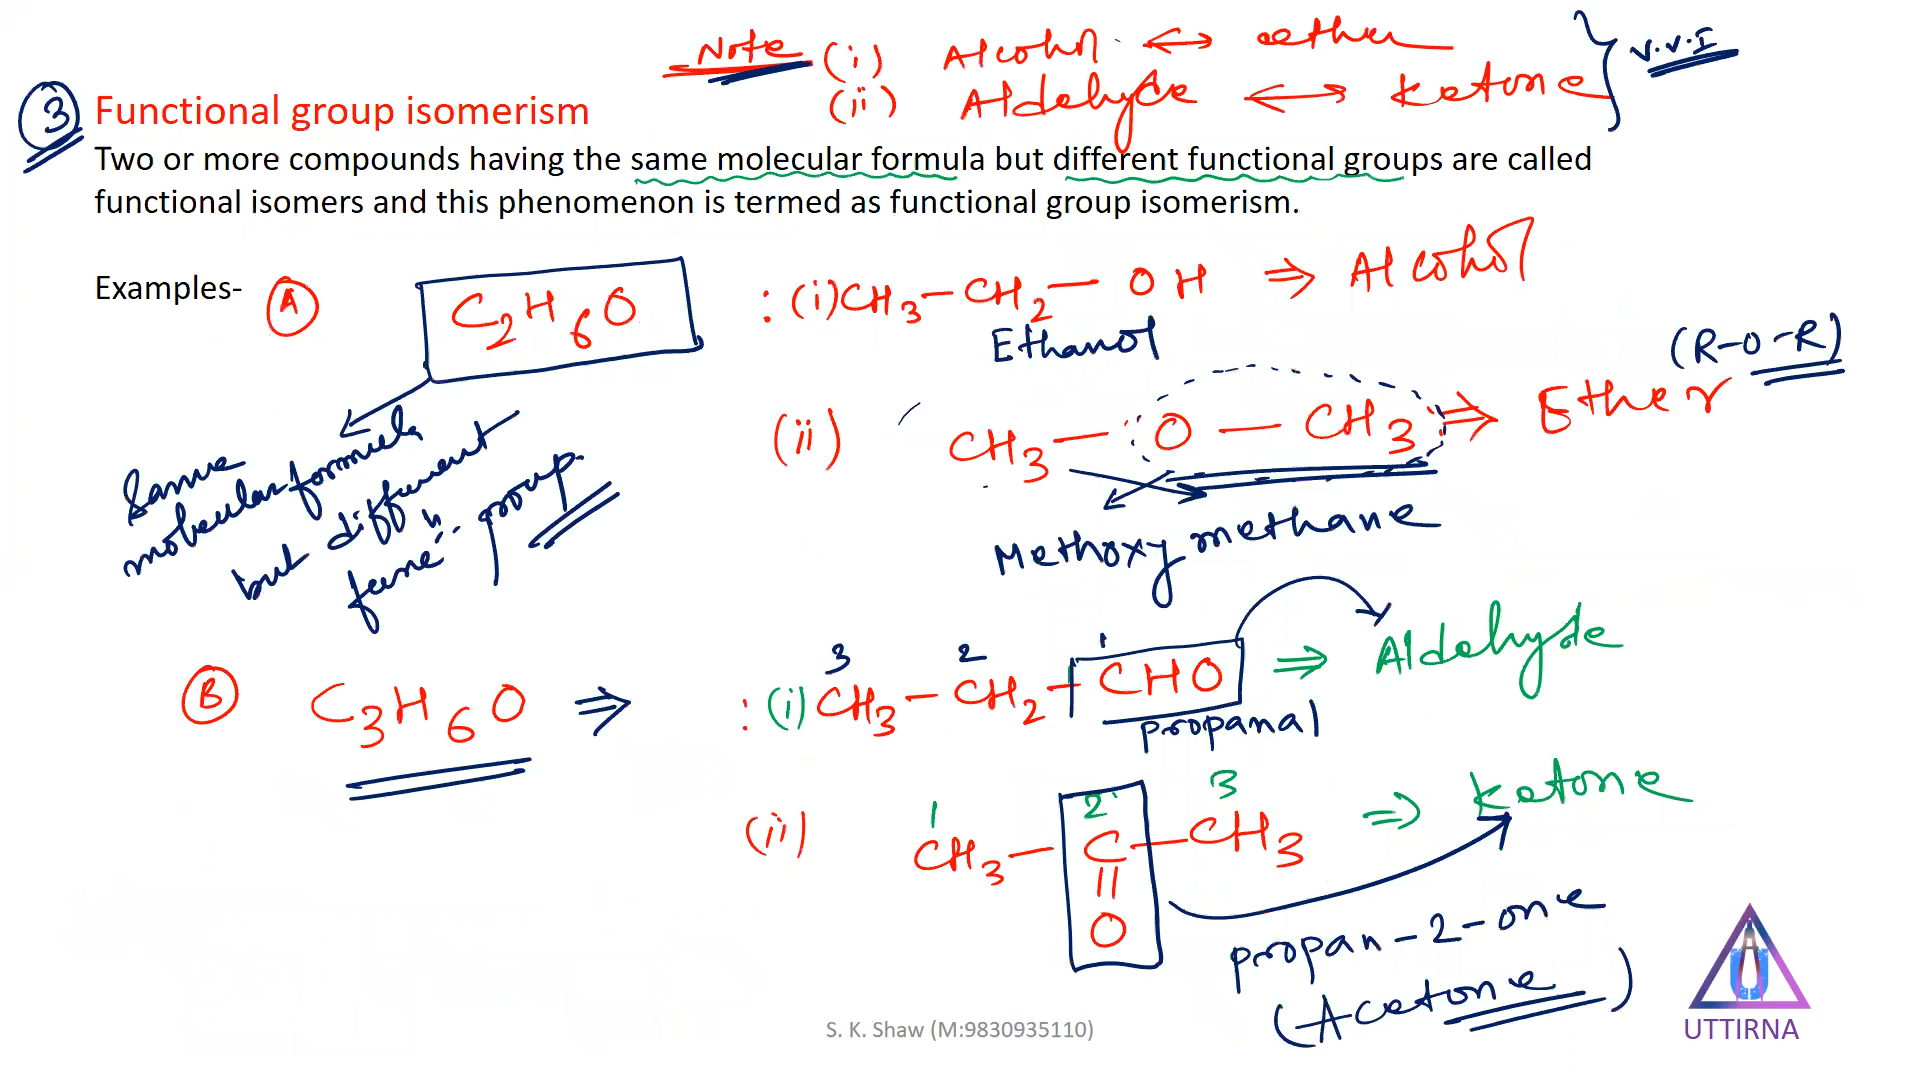 Note (i) Alcohol ↔ aether
(ii) Aldehyde ↔ Ketone } V.V.I
3 Functional group isomerism
Two or more compounds having the same molecular formula but different functional groups are called
functional isomers and this phenomenon is termed as functional group isomerism.
Examples- A C2H6O : (i) CH3-CH2-OH ⇒ Alcohol
Ethanol
(R-O-R)
(ii) CH3-O-CH3 ⇒ Ether
Methoxy methane
Same
molecular formula
but different
func. group.
B C3H6O ⇒ : (i) CH3-CH2-CHO ⇒ Aldehyde
3 2 1
propanal
1 2 3
(ii) CH3-C-CH3 ⇒ Ketone
||
O
propan-2-one
(Acetone)
S. K. Shaw (M:9830935110)
UTTIRNA